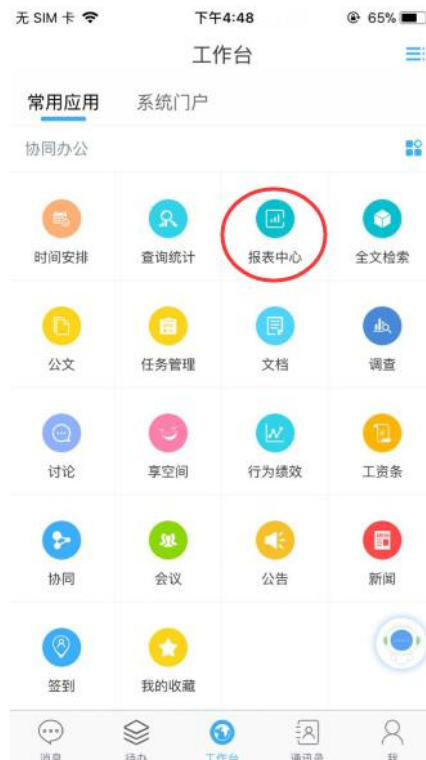 无 SIM 卡 下午4:48 65%
工作台
常用应用 系统门户
协同办公
时间安排 查询统计 报表中心 全文检索
公文 任务管理 文档 调查
讨论 享空间 行为绩效 工资条
协同 会议 公告 新闻
签到 我的收藏
消息 待办 工作台 通讯录 我